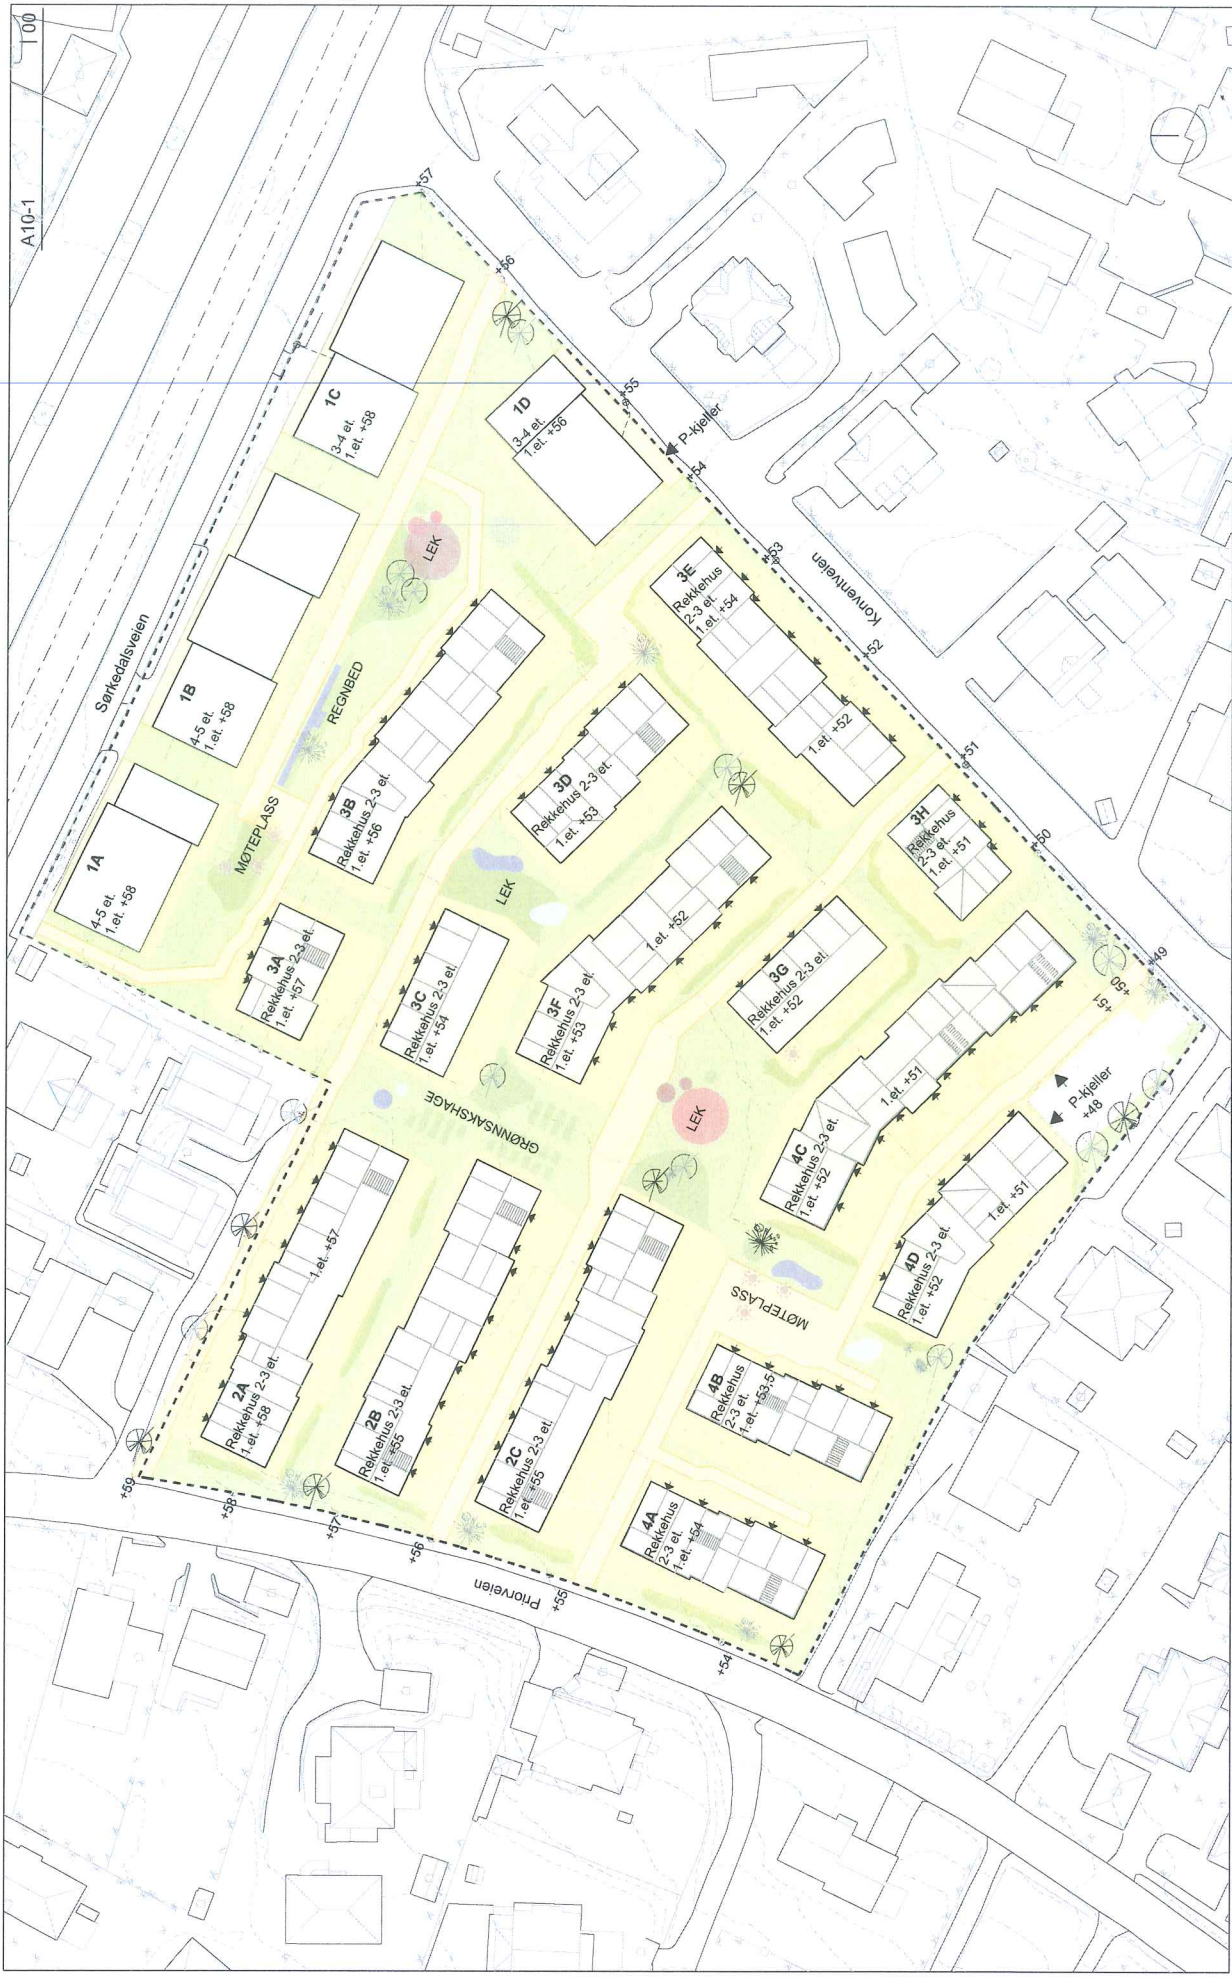 A10-1
100
Sørkedalsveien
1A
4-5 et.
1.et. +58
1B
4-5 et.
1.et. +58
1C
3-4 et.
1.et. +58
1D
3-4 et.
1.et. +56
+57
+56
+55
P-kjeller
+54
+53
Konventveien
+52
+51
+50
+49
+50
+51
MØTEPLASS
REGNBED
LEK
3A
Rekkehus 2-3 et.
1.et. +57
3B
Rekkehus 2-3 et.
1.et. +56
3C
Rekkehus 2-3 et.
1.et. +54
3D
Rekkehus 2-3 et.
1.et. +53
3E
Rekkehus
2-3 et.
1.et. +54
1.et. +52
3F
Rekkehus 2-3 et.
1.et. +53
1.et. +52
3G
Rekkehus 2-3 et.
1.et. +52
3H
Rekkehus
2-3 et.
1.et. +51
LEK
GRØNNSAKSHAGE
LEK
MØTEPLASS
2A
Rekkehus 2-3 et.
1.et. +58
1.et. +57
2B
Rekkehus 2-3 et.
1.et. +55
2C
Rekkehus 2-3 et.
1.et. +55
4A
Rekkehus
2-3 et.
1.et. +54
4B
Rekkehus
2-3 et.
1.et. +53,5
4C
Rekkehus 2-3 et.
1.et. +52
1.et. +51
4D
Rekkehus 2-3 et.
1.et. +52
1.et. +51
P-kjeller
+48
+59
+58
+57
+56
Priorveien
+55
+54